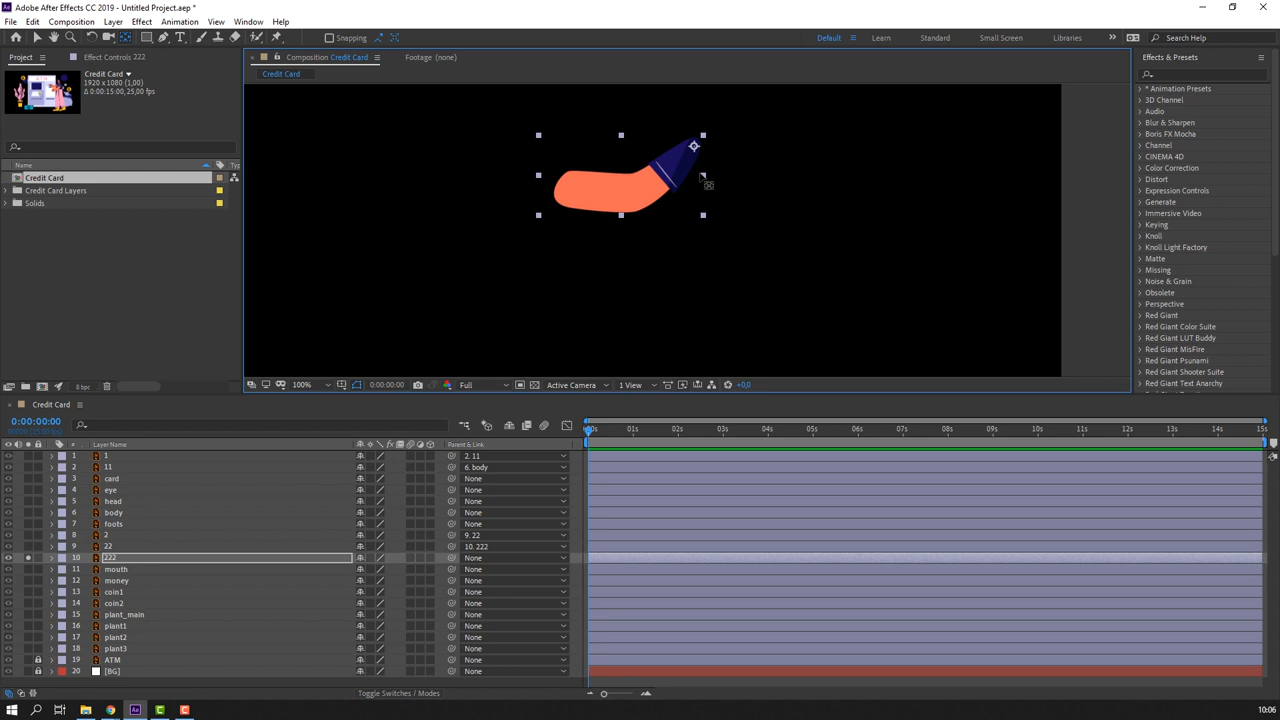 Adobe After Effects CC 2019 - Untitled Project.aep *
File Edit Composition Layer Effect Animation View Window Help
Snapping Default Learn Standard Small Screen Libraries Search Help
Project Effect Controls 222 Composition Credit Card Footage (none) Effects & Presets
Credit Card
1920 x 1080 (1,00)
Δ 0:00:15:00, 25,00 fps
Credit Card
Name Typ
Credit Card
Credit Card Layers
Solids
8 bpc
* Animation Presets
3D Channel
Audio
Blur & Sharpen
Boris FX Mocha
Channel
CINEMA 4D
Color Correction
Distort
Expression Controls
Generate
Immersive Video
Keying
Knoll
Knoll Light Factory
Matte
Missing
Noise & Grain
Obsolete
Perspective
Red Giant
Red Giant Color Suite
Red Giant LUT Buddy
Red Giant MisFire
Red Giant Psunami
Red Giant Shooter Suite
Red Giant Text Anarchy
100% 0:00:00:00 Full Active Camera 1 View +0,0
Credit Card
0:00:00:00
# Layer Name Parent & Link
:00s 01s 02s 03s 04s 05s 06s 07s 08s 09s 10s 11s 12s 13s 14s 15s
1 1 2. 11
2 11 6. body
3 card None
4 eye None
5 head None
6 body None
7 foots None
8 2 9. 22
9 22 10. 222
10 222 None
11 mouth None
12 money None
13 coin1 None
14 coin2 None
15 plant_main None
16 plant1 None
17 plant2 None
18 plant3 None
19 ATM None
20 [BG] None
Toggle Switches / Modes
10:06